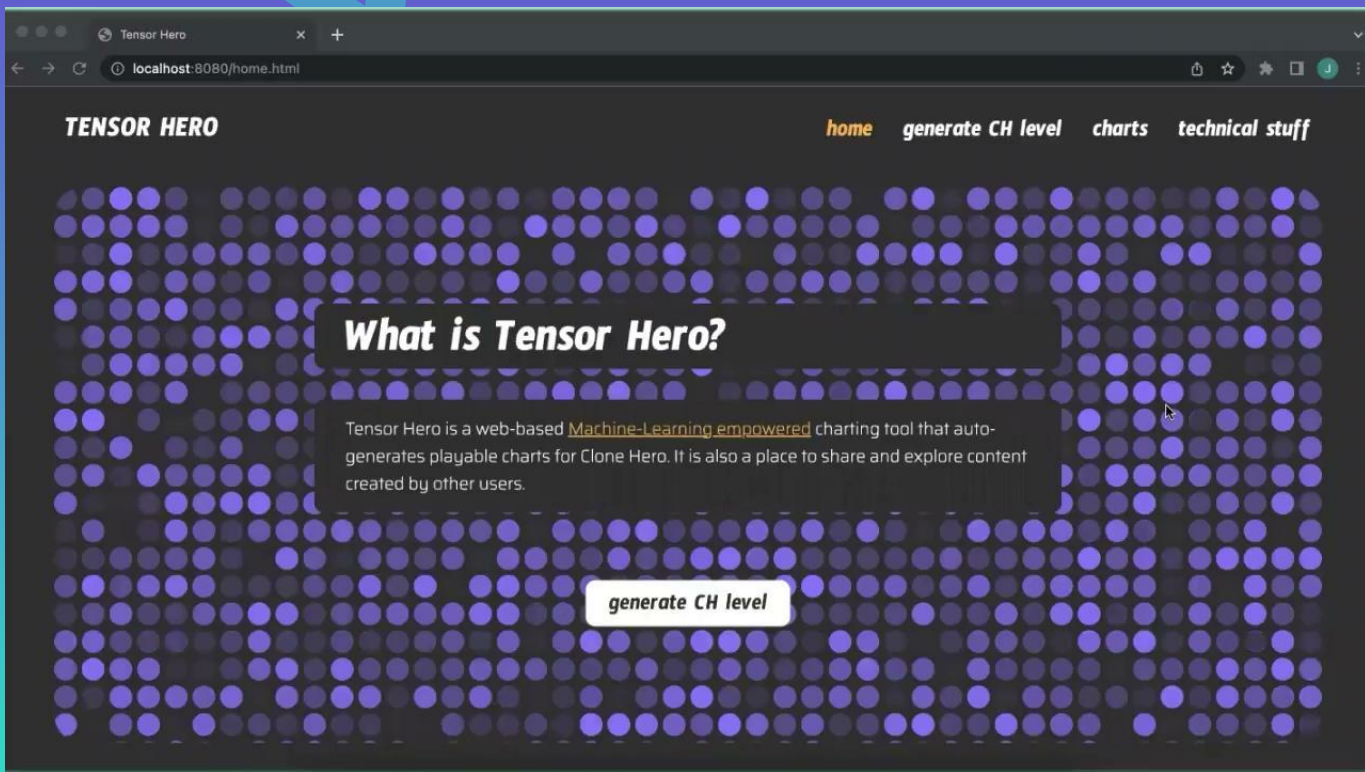 Tensor Hero
localhost:8080/home.html
J
TENSOR HERO
home generate CH level charts technical stuff
What is Tensor Hero?
Tensor Hero is a web-based Machine-Learning empowered charting tool that auto-
generates playable charts for Clone Hero. It is also a place to share and explore content
created by other users.
generate CH level